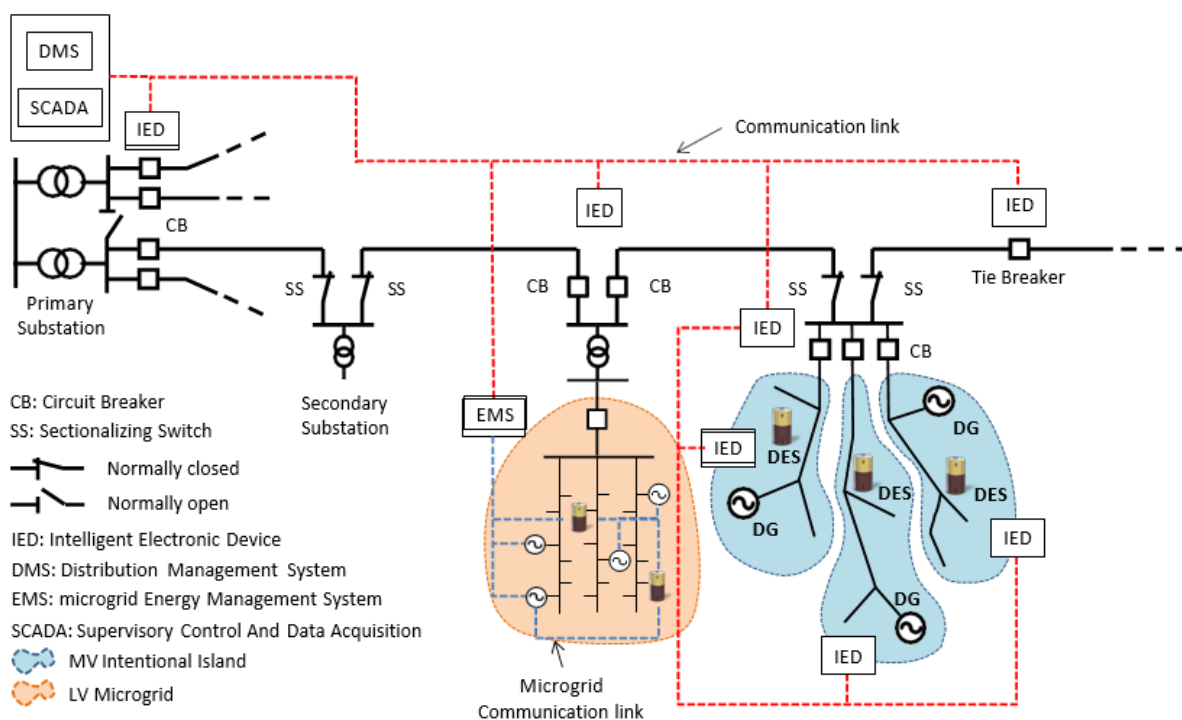 DMS
SCADA
IED
Communication link
IED
IED
CB
Primary
Substation
SS
SS
CB
CB
SS
SS
Tie Breaker
IED
CB
CB: Circuit Breaker
SS: Sectionalizing Switch
Normally closed
Normally open
IED: Intelligent Electronic Device
DMS: Distribution Management System
EMS: microgrid Energy Management System
SCADA: Supervisory Control And Data Acquisition
MV Intentional Island
LV Microgrid
Secondary
Substation
EMS
IED
DES
DG
DES
DG
DG
DES
IED
IED
Microgrid
Communication link